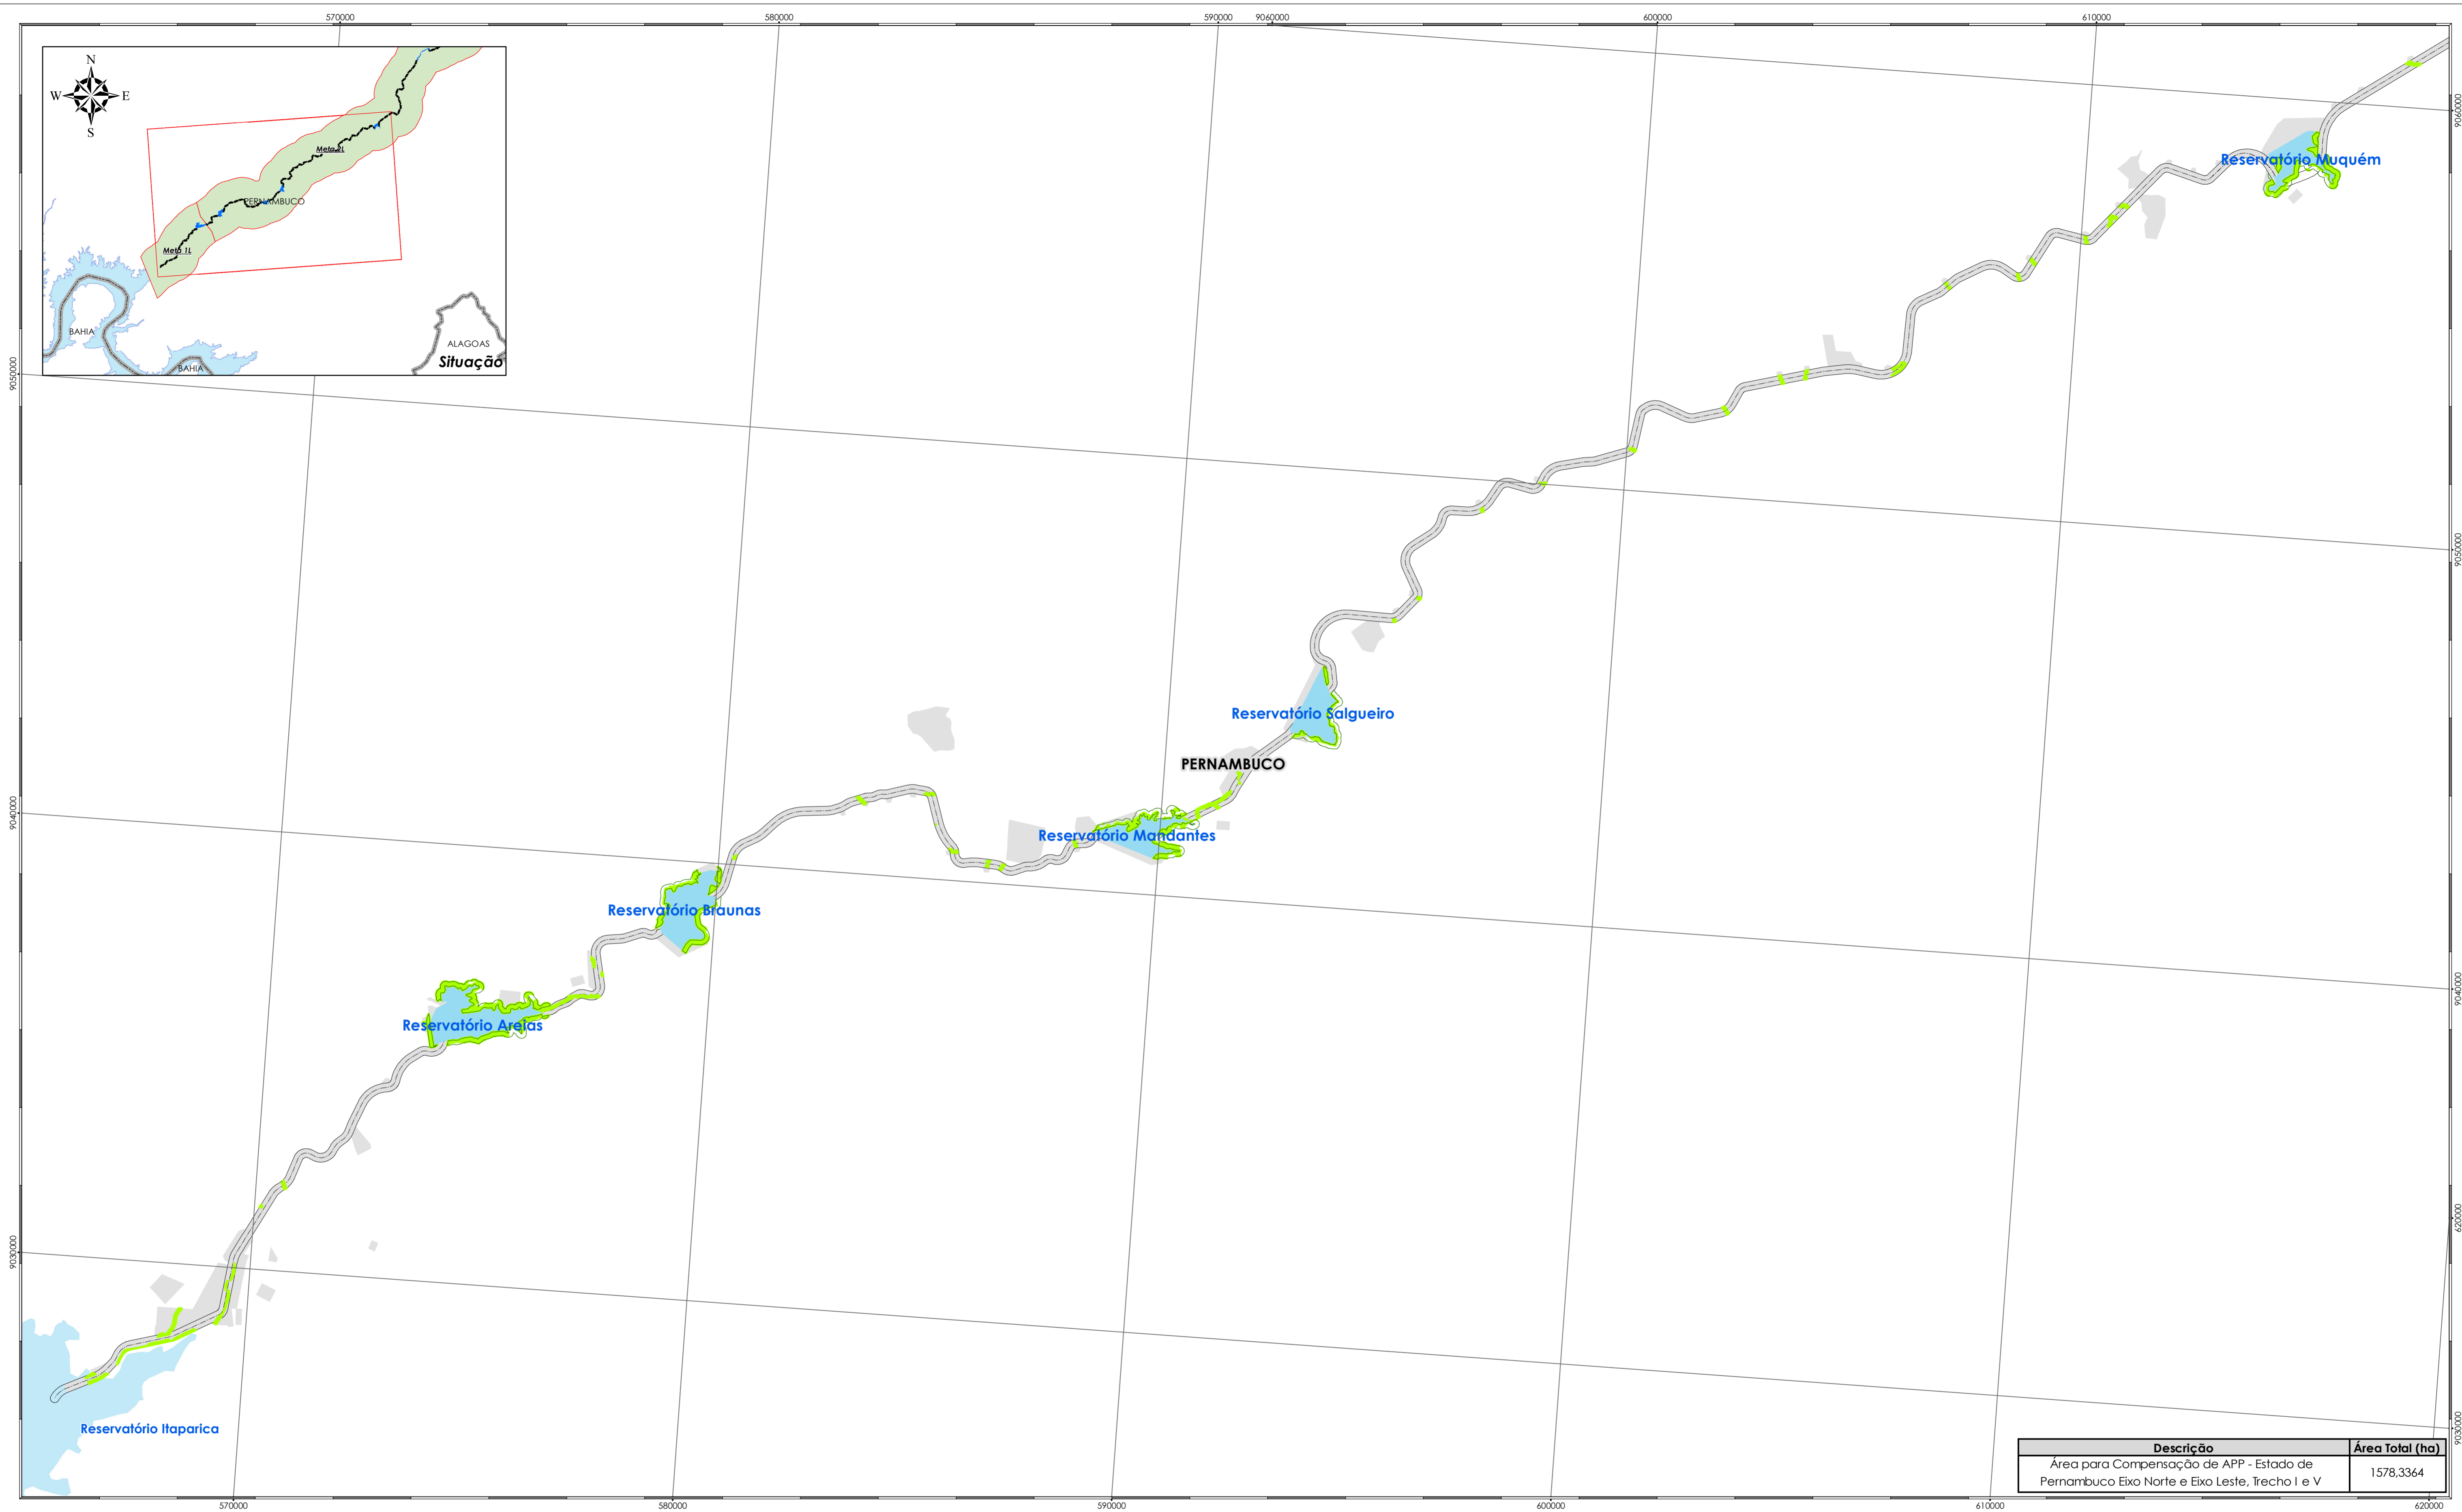 570000
580000
590000
9060000
600000
610000
N
W
E
S
Meta 2L
PERNAMBUCO
Meta 1L
BAHIA
BAHIA
ALAGOAS
Situação
9060000
Reservatório Muquém
9050000
9050000
Reservatório Salgueiro
PERNAMBUCO
9040000
Reservatório Mandantes
Reservatório Braunas
9040000
Reservatório Areias
9030000
620000
Reservatório Itaparica
9030000
Descrição
Área Total (ha)
Área para Compensação de APP - Estado de
Pernambuco Eixo Norte e Eixo Leste, Trecho I e V
1578,3364
570000
580000
590000
600000
610000
620000